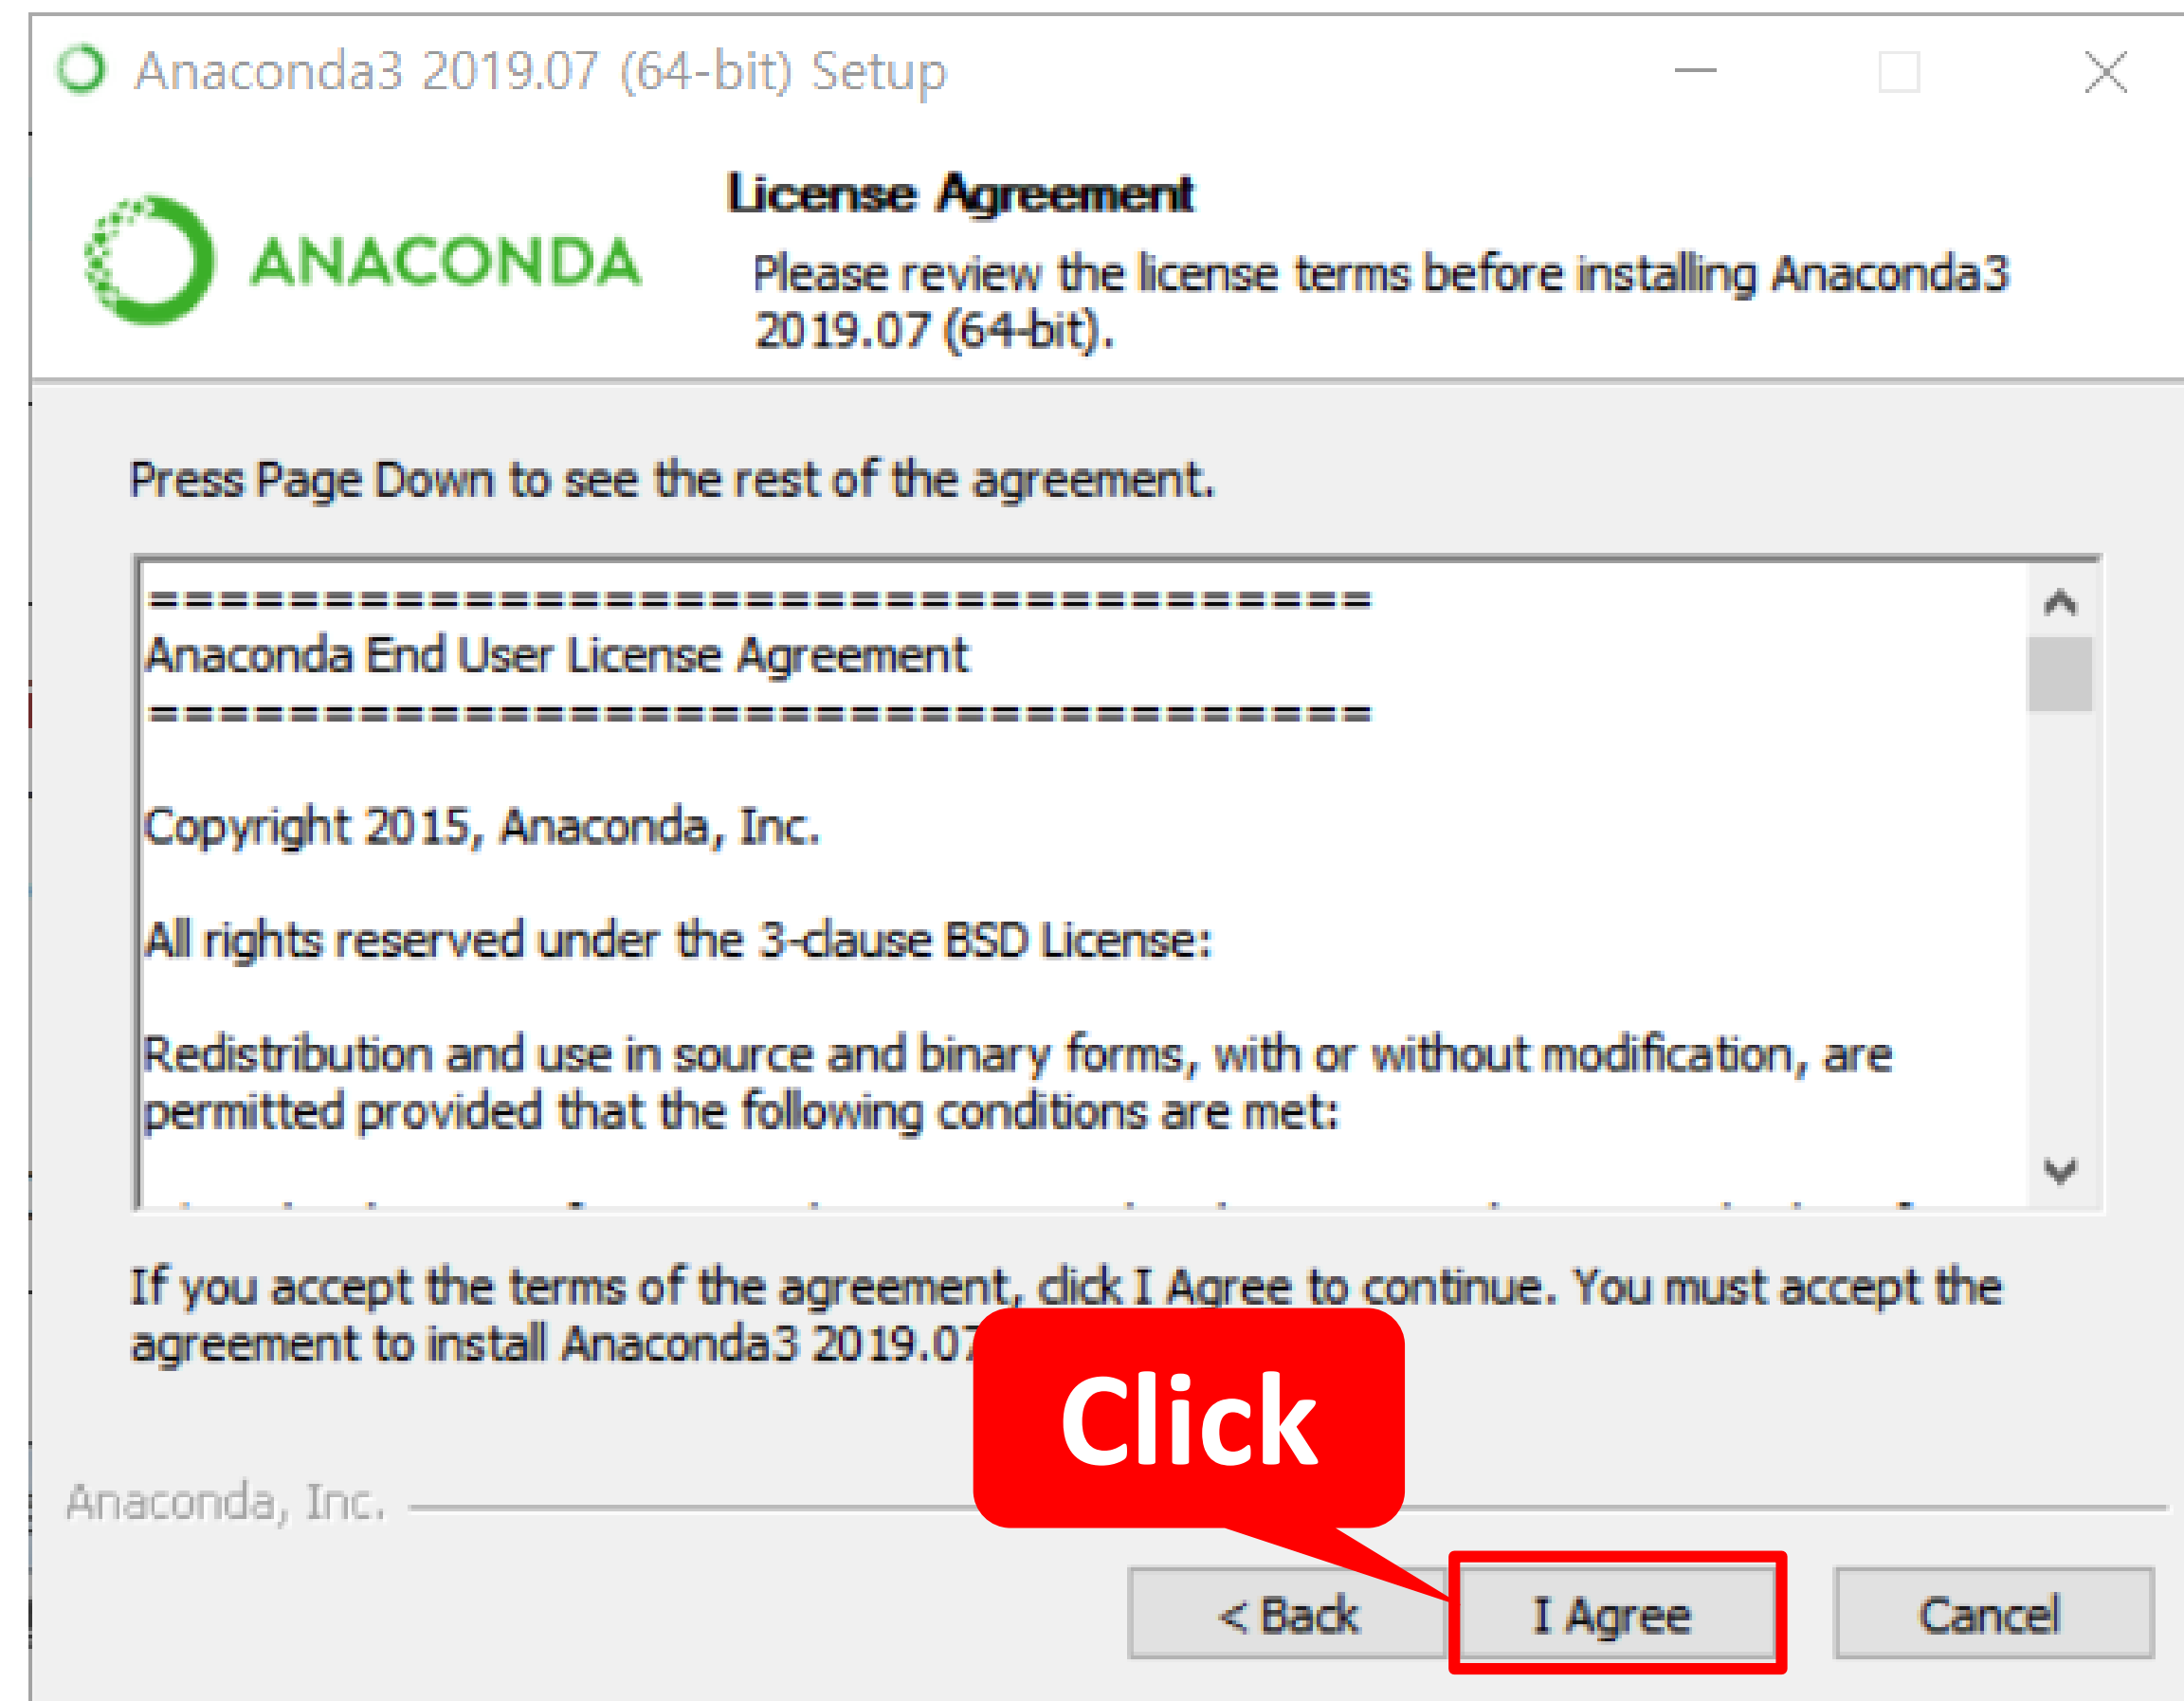 Anaconda3 2019.07 (64-bit) Setup
ANACONDA
License Agreement
Please review the license terms before installing Anaconda3
2019.07 (64-bit).
Press Page Down to see the rest of the agreement.
===================================
Anaconda End User License Agreement
===================================
Copyright 2015, Anaconda, Inc.
All rights reserved under the 3-clause BSD License:
Redistribution and use in source and binary forms, with or without modification, are
permitted provided that the following conditions are met:
If you accept the terms of the agreement, click I Agree to continue. You must accept the
agreement to install Anaconda3 2019.07
Click
Anaconda, Inc.
< Back
I Agree
Cancel